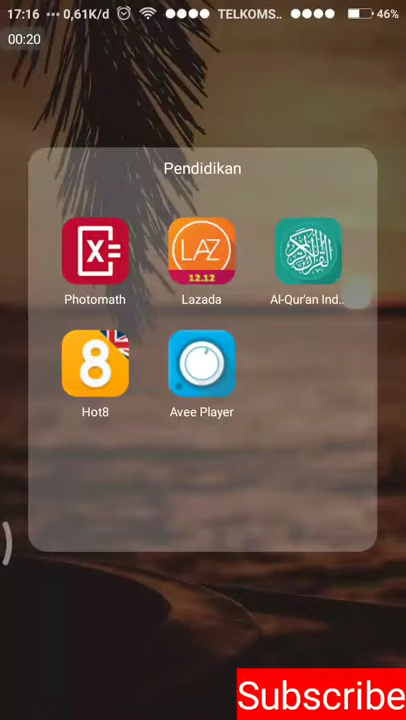 17:16 ••• 0,61K/d TELKOMS.. 46%
00:20
Pendidikan
X=
LAZ
12.12
Photomath
Lazada
Al-Qur'an Ind..
8
Hot8
Avee Player
Subscribe